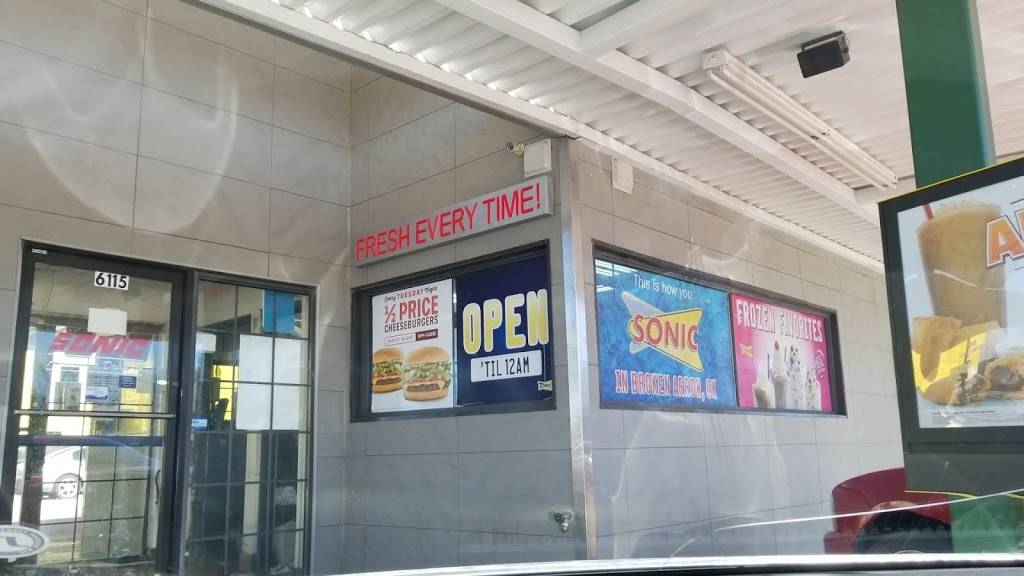 6115
SONIC
FRESH EVERY TIME!
Every TUESDAY Night
½ PRICE
CHEESEBURGERS
OPEN
'TIL 12AM
This is how you
SONIC
IN BROKEN ARROW, OK
FROZEN FAVORITES